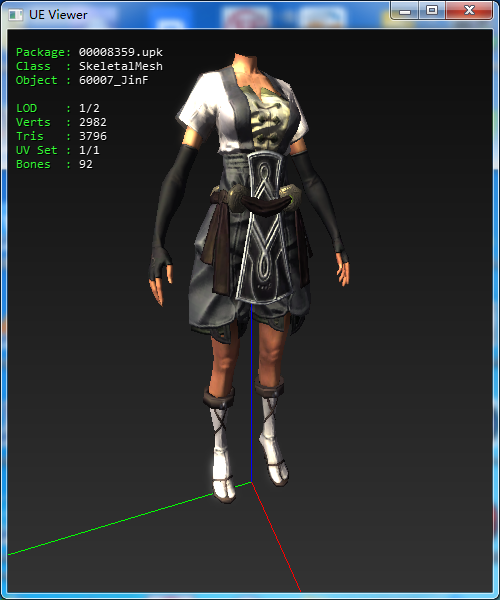 UE Viewer
Package: 00008359.upk
Class : SkeletalMesh
Object : 60007_JinF
LOD : 1/2
Verts : 2982
Tris : 3796
UV Set : 1/1
Bones : 92